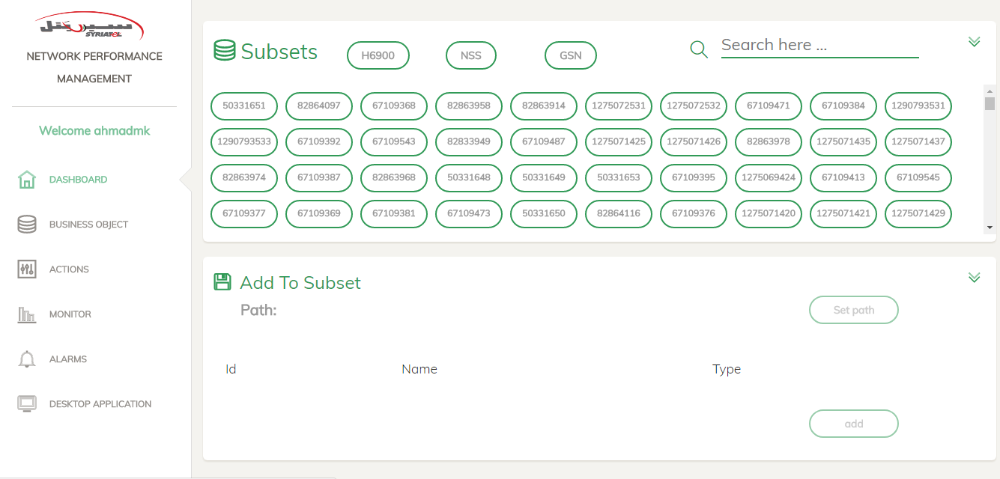 سيريتل
SYRIATEL
NETWORK PERFORMANCE
MANAGEMENT
Welcome ahmadmk
DASHBOARD
BUSINESS OBJECT
ACTIONS
MONITOR
ALARMS
DESKTOP APPLICATION
Subsets H6900 NSS GSN Search here ...
50331651 82864097 67109368 82863958 82863914 1275072531 1275072532 67109471 67109384 1290793531
1290793533 67109392 67109543 82833949 67109487 1275071425 1275071426 82863978 1275071435 1275071437
82863974 67109387 82863968 50331648 50331649 50331653 67109395 1275069424 67109413 67109545
67109377 67109369 67109381 67109473 50331650 82864116 67109376 1275071420 1275071421 1275071429
Add To Subset
Path: Set path
Id Name Type
add